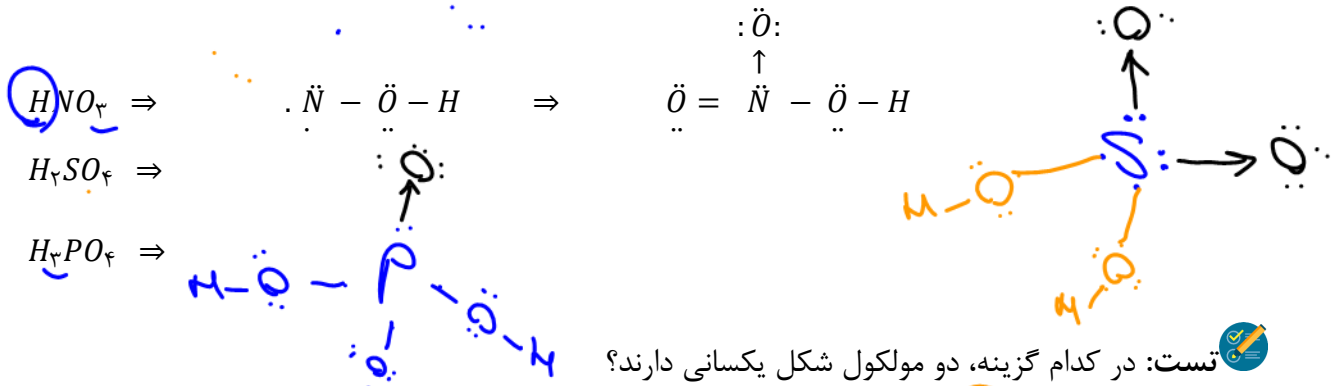 :Ö:
↑
HNO۳ ⇒ . N̈ − Ö − H ⇒ Ö = N̈ − Ö − H
H۲SO۴ ⇒
H۳PO۴ ⇒
:O:
↑
H-O - P - O-H
O
:O:
↑
S → O
H-O
O
H
تست: در کدام گزینه، دو مولکول شکل یکسانی دارند؟